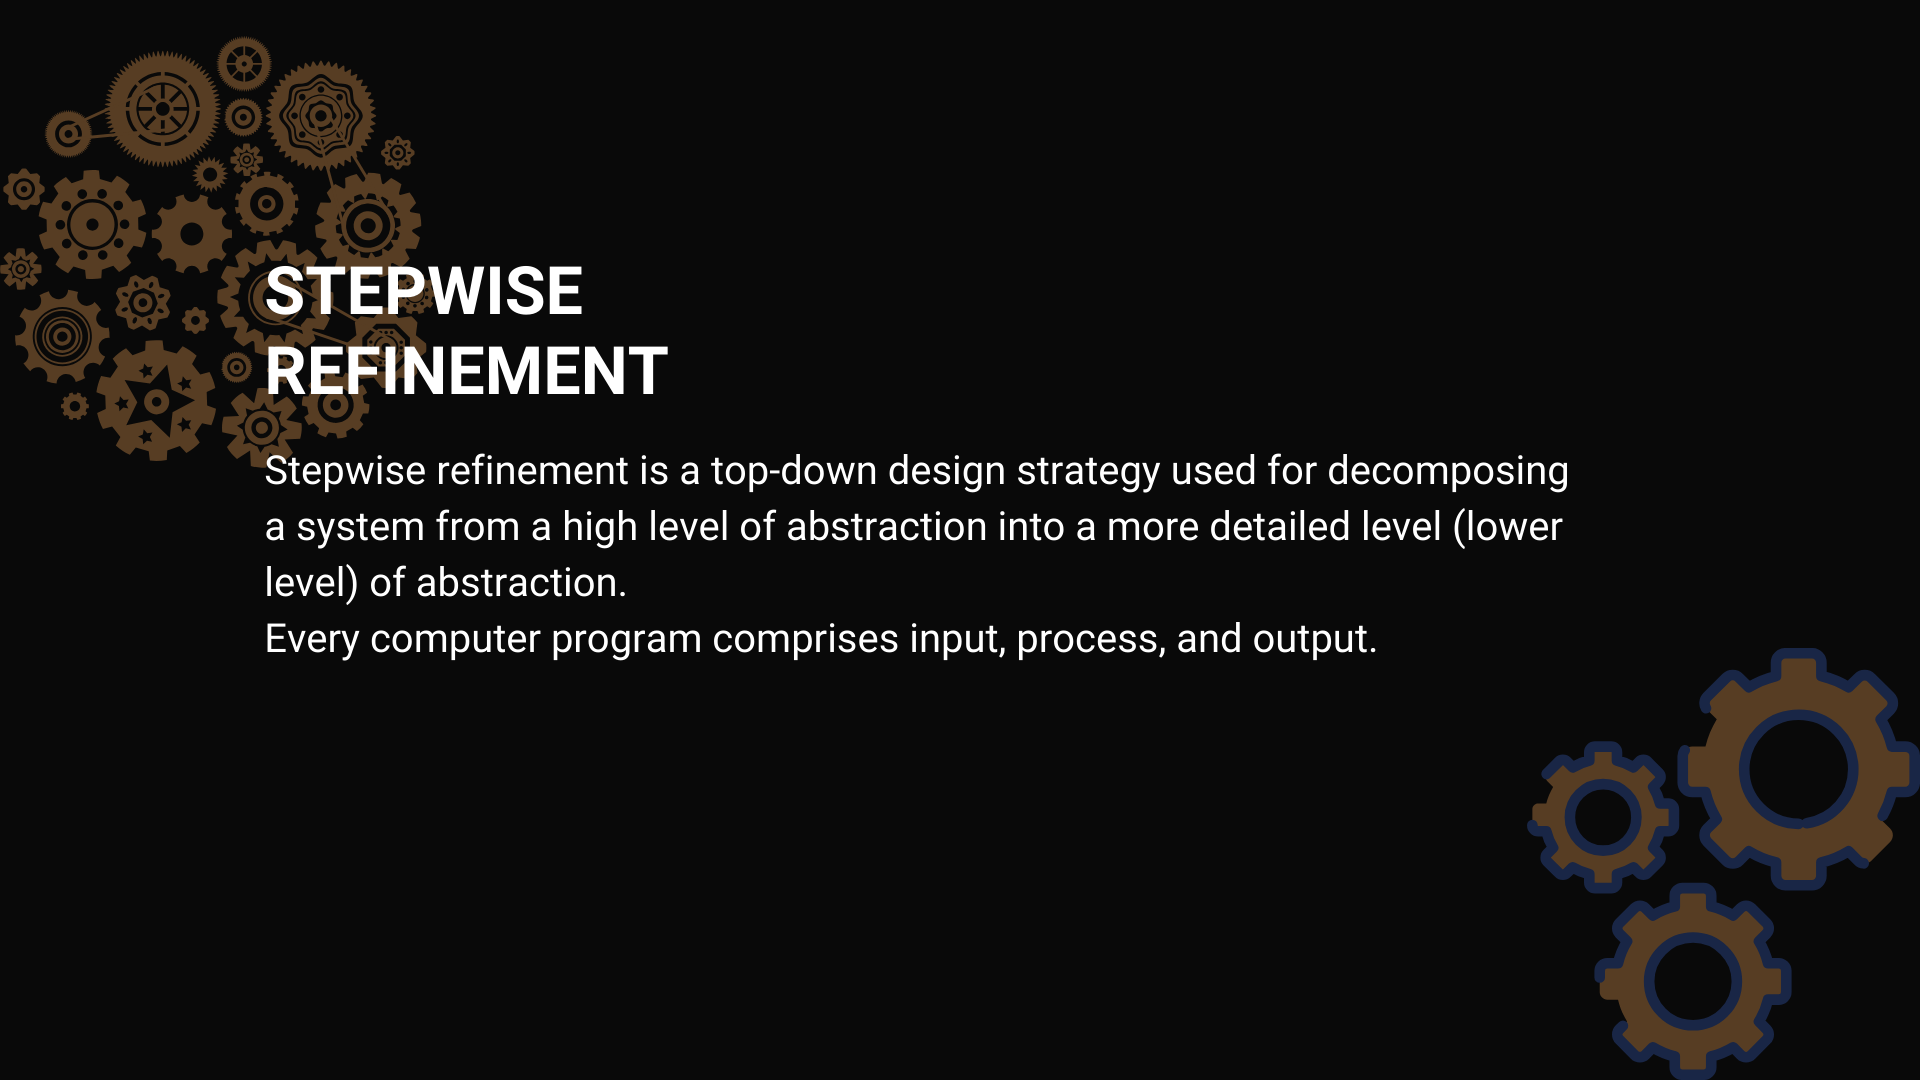 STEPWISE
REFINEMENT
Stepwise refinement is a top-down design strategy used for decomposing
a system from a high level of abstraction into a more detailed level (lower
level) of abstraction.
Every computer program comprises input, process, and output.